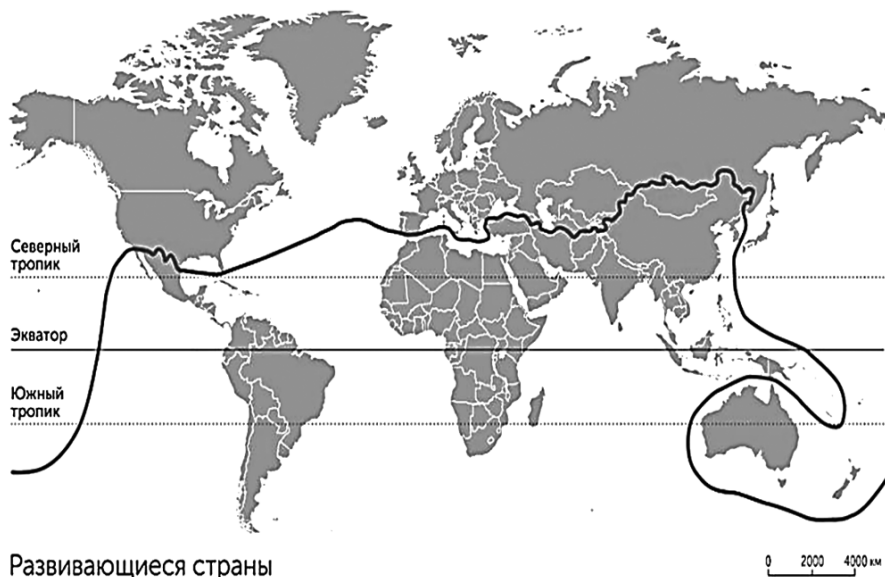 Северный
тропик
Экватор
Южный
тропик
Развивающиеся страны
0 2000 4000 км